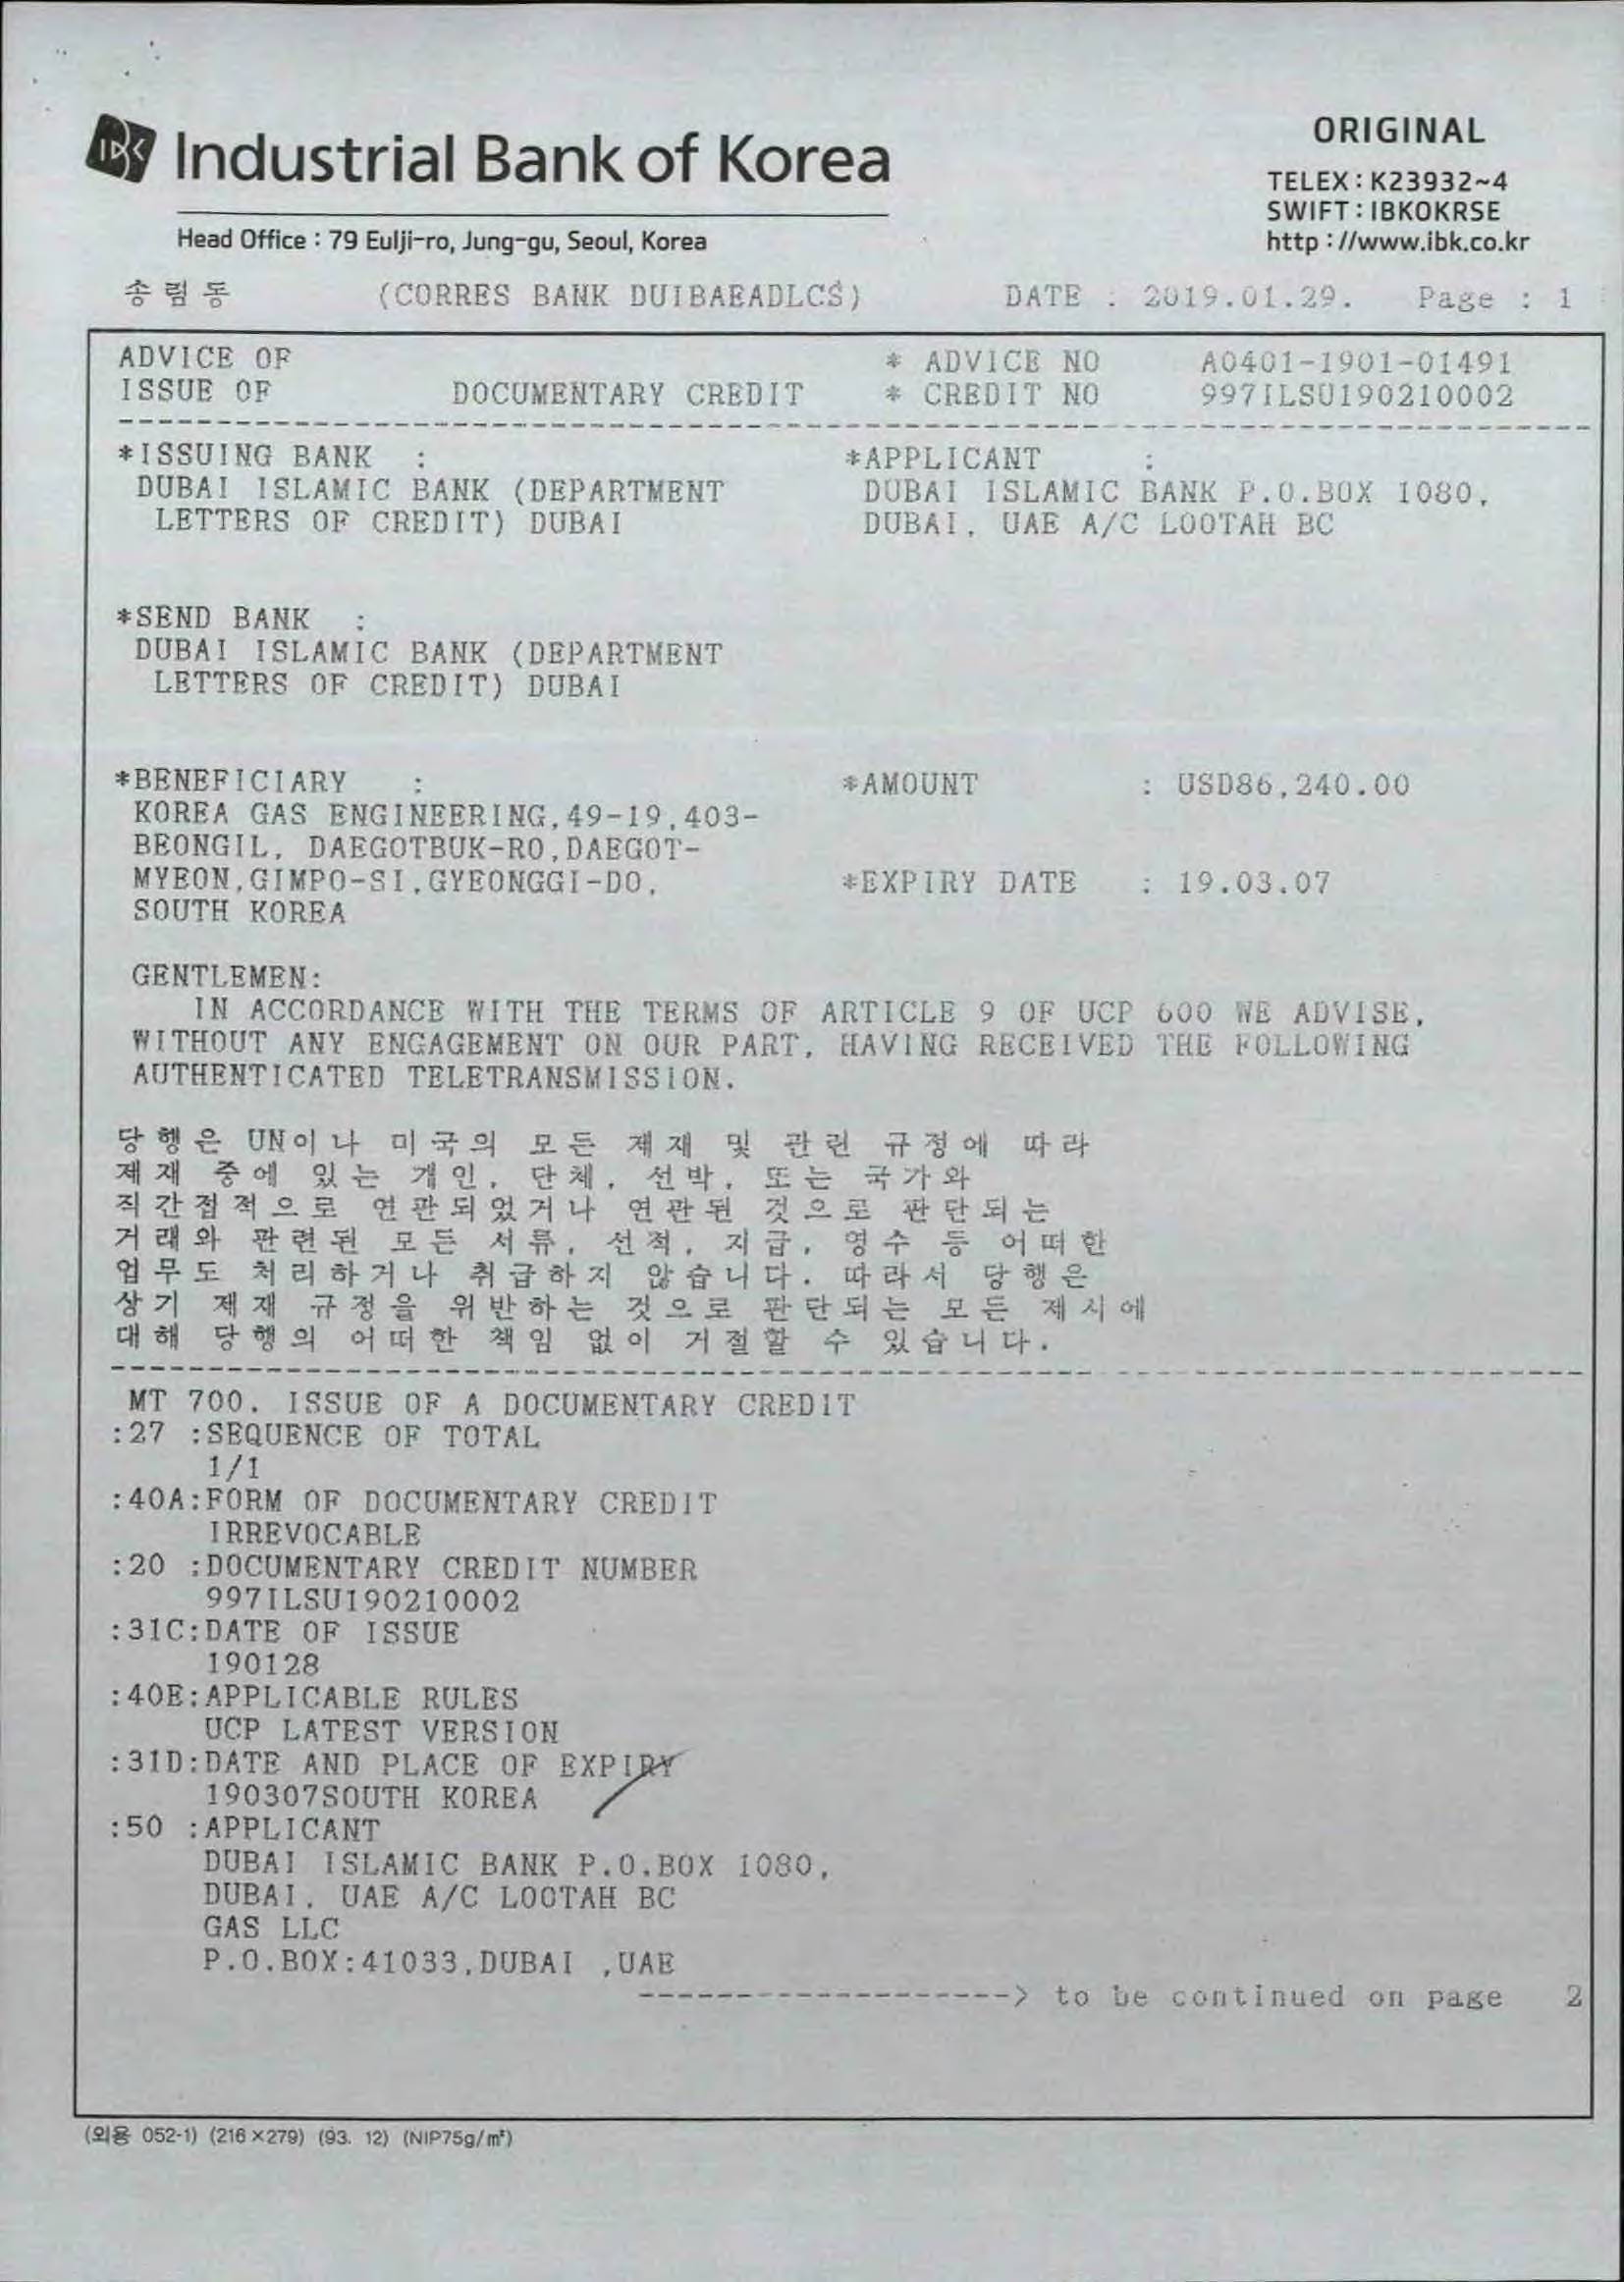 IBK Industrial Bank of Korea
ORIGINAL
TELEX : K23932~4
SWIFT : IBKOKRSE
Head Office : 79 Eulji-ro, Jung-gu, Seoul, Korea
http : //www.ibk.co.kr
송림동 (CORRES BANK DUIBAEADLCS) DATE : 2019.01.29. Page : 1
ADVICE OF * ADVICE NO A0401-1901-01491
ISSUE OF DOCUMENTARY CREDIT * CREDIT NO 997ILSU190210002
*ISSUING BANK : *APPLICANT :
DUBAI ISLAMIC BANK (DEPARTMENT DUBAI ISLAMIC BANK P.O.BOX 1080,
LETTERS OF CREDIT) DUBAI DUBAI, UAE A/C LOOTAH BC
*SEND BANK :
DUBAI ISLAMIC BANK (DEPARTMENT
LETTERS OF CREDIT) DUBAI
*BENEFICIARY : *AMOUNT : USD86,240.00
KOREA GAS ENGINEERING,49-19,403-
BEONGIL, DAEGOTBUK-RO,DAEGOT-
MYEON,GIMPO-SI,GYEONGGI-DO, *EXPIRY DATE : 19.03.07
SOUTH KOREA
GENTLEMEN:
IN ACCORDANCE WITH THE TERMS OF ARTICLE 9 OF UCP 600 WE ADVISE,
WITHOUT ANY ENGAGEMENT ON OUR PART, HAVING RECEIVED THE FOLLOWING
AUTHENTICATED TELETRANSMISSION.
당행은 UN이나 미국의 모든 제재 및 관련 규정에 따라
제재 중에 있는 개인, 단체, 선박, 또는 국가와
직간접적으로 연관되었거나 연관된 것으로 판단되는
거래와 관련된 모든 서류, 선적, 지급, 영수 등 어떠한
업무도 처리하거나 취급하지 않습니다. 따라서 당행은
상기 제재 규정을 위반하는 것으로 판단되는 모든 제시에
대해 당행의 어떠한 책임 없이 거절할 수 있습니다.
MT 700. ISSUE OF A DOCUMENTARY CREDIT
:27 :SEQUENCE OF TOTAL
1/1
:40A:FORM OF DOCUMENTARY CREDIT
IRREVOCABLE
:20 :DOCUMENTARY CREDIT NUMBER
997ILSU190210002
:31C:DATE OF ISSUE
190128
:40E:APPLICABLE RULES
UCP LATEST VERSION
:31D:DATE AND PLACE OF EXPIRY
190307SOUTH KOREA
:50 :APPLICANT
DUBAI ISLAMIC BANK P.O.BOX 1080,
DUBAI, UAE A/C LOOTAH BC
GAS LLC
P.O.BOX:41033,DUBAI ,UAE
-------------------> to be continued on page 2
(외용 052-1) (216×279) (93. 12) (NIP75g/㎡)